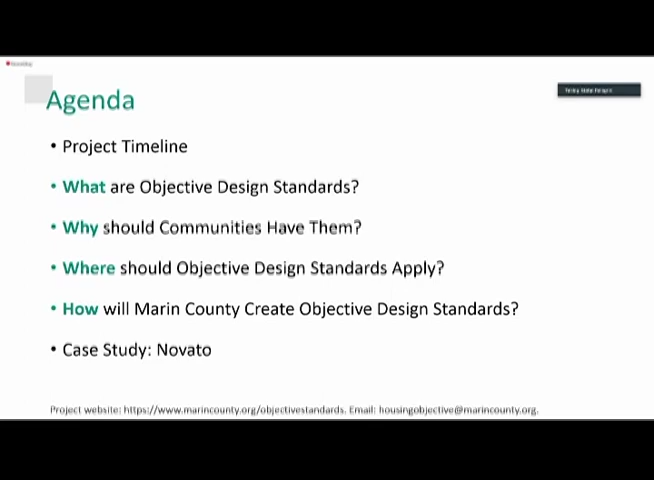 Agenda
• Project Timeline
• What are Objective Design Standards?
• Why should Communities Have Them?
• Where should Objective Design Standards Apply?
• How will Marin County Create Objective Design Standards?
• Case Study: Novato
Project website: https://www.marincounty.org/objectivestandards. Email: housingobjective@marincounty.org.